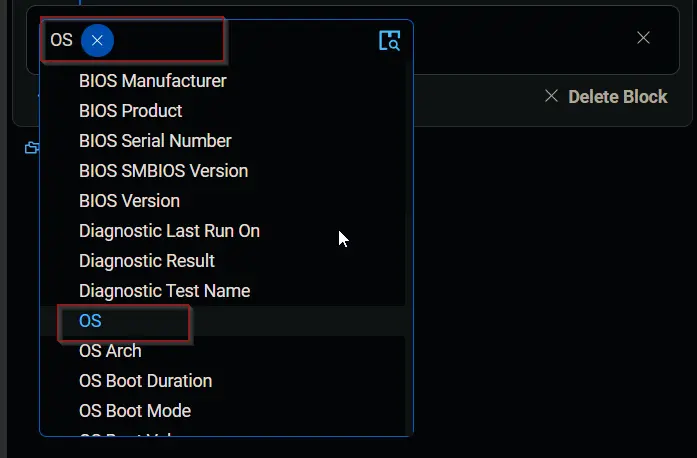 OS
BIOS Manufacturer
BIOS Product
Delete Block
BIOS Serial Number
BIOS SMBIOS Version
BIOS Version
Diagnostic Last Run On
Diagnostic Result
Diagnostic Test Name
OS
OS Arch
OS Boot Duration
OS Boot Mode